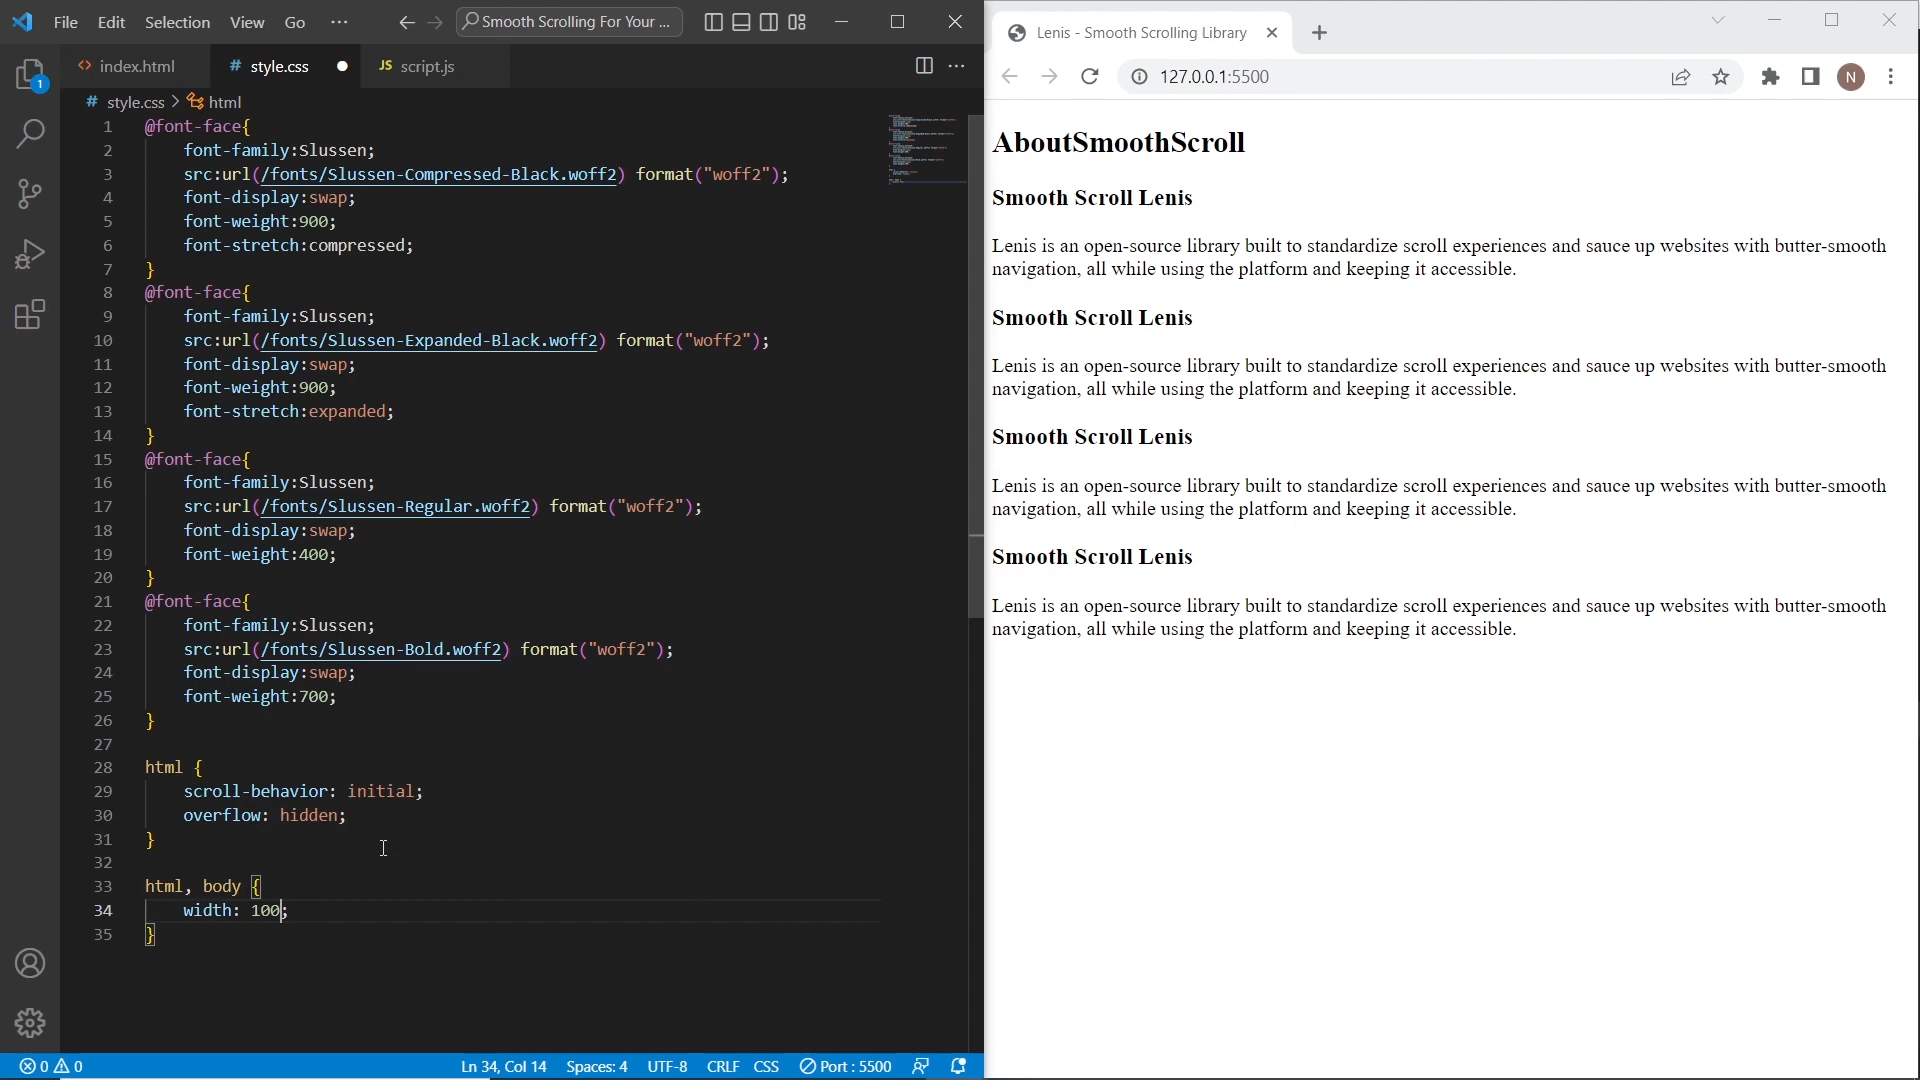 File Edit Selection View Go ··· Smooth Scrolling For Your ...
index.html # style.css JS script.js
# style.css > html
1 @font-face{
2 font-family:Slussen;
3 src:url(/fonts/Slussen-Compressed-Black.woff2) format("woff2");
4 font-display:swap;
5 font-weight:900;
6 font-stretch:compressed;
7 }
8 @font-face{
9 font-family:Slussen;
10 src:url(/fonts/Slussen-Expanded-Black.woff2) format("woff2");
11 font-display:swap;
12 font-weight:900;
13 font-stretch:expanded;
14 }
15 @font-face{
16 font-family:Slussen;
17 src:url(/fonts/Slussen-Regular.woff2) format("woff2");
18 font-display:swap;
19 font-weight:400;
20 }
21 @font-face{
22 font-family:Slussen;
23 src:url(/fonts/Slussen-Bold.woff2) format("woff2");
24 font-display:swap;
25 font-weight:700;
26 }
27
28 html {
29 scroll-behavior: initial;
30 overflow: hidden;
31 }
32
33 html, body {
34 width: 100;
35 }
1
0 0 Ln 34, Col 14 Spaces: 4 UTF-8 CRLF CSS Port : 5500
Lenis - Smooth Scrolling Library
127.0.0.1:5500 N
AboutSmoothScroll
Smooth Scroll Lenis
Lenis is an open-source library built to standardize scroll experiences and sauce up websites with butter-smooth
navigation, all while using the platform and keeping it accessible.
Smooth Scroll Lenis
Lenis is an open-source library built to standardize scroll experiences and sauce up websites with butter-smooth
navigation, all while using the platform and keeping it accessible.
Smooth Scroll Lenis
Lenis is an open-source library built to standardize scroll experiences and sauce up websites with butter-smooth
navigation, all while using the platform and keeping it accessible.
Smooth Scroll Lenis
Lenis is an open-source library built to standardize scroll experiences and sauce up websites with butter-smooth
navigation, all while using the platform and keeping it accessible.